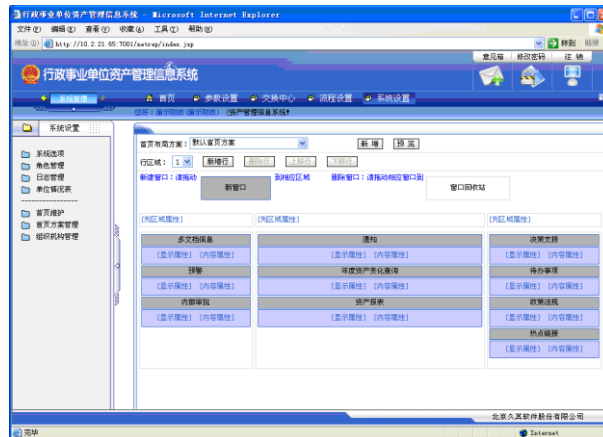 行政事业单位资产管理信息系统 - Microsoft Internet Explorer
文件(F) 编辑(E) 查看(V) 收藏(A) 工具(T) 帮助(H)
地址(D) http://10.2.21.65:7001/netrep/index.jsp 转到 链接
意见箱 修改密码 注销
行政事业单位资产管理信息系统
系统管理 首页 参数设置 交换中心 流程设置 系统设置
系统设置
首页布局方案: 默认首页方案 新增 预览
行区域: 1 新增行 删除行 上移行 下移行
新建窗口:请拖动 新窗口 到相应区域 删除窗口:请拖动相应窗口到 窗口回收站
系统选项
角色管理
日志管理
单位情况表
----------------
首页维护
首页方案管理
组织机构管理
[列区域属性] [列区域属性] [列区域属性]
多文档信息 通知 决策支持
[显示属性] [内容属性] [显示属性] [内容属性] [显示属性] [内容属性]
预警 年度资产变化查询 待办事项
[显示属性] [内容属性] [显示属性] [内容属性] [显示属性] [内容属性]
内部审批 资产报表 政策法规
[显示属性] [内容属性] [显示属性] [内容属性] [显示属性] [内容属性]
热点链接
[显示属性] [内容属性]
北京久其软件股份有限公司
完毕 Internet